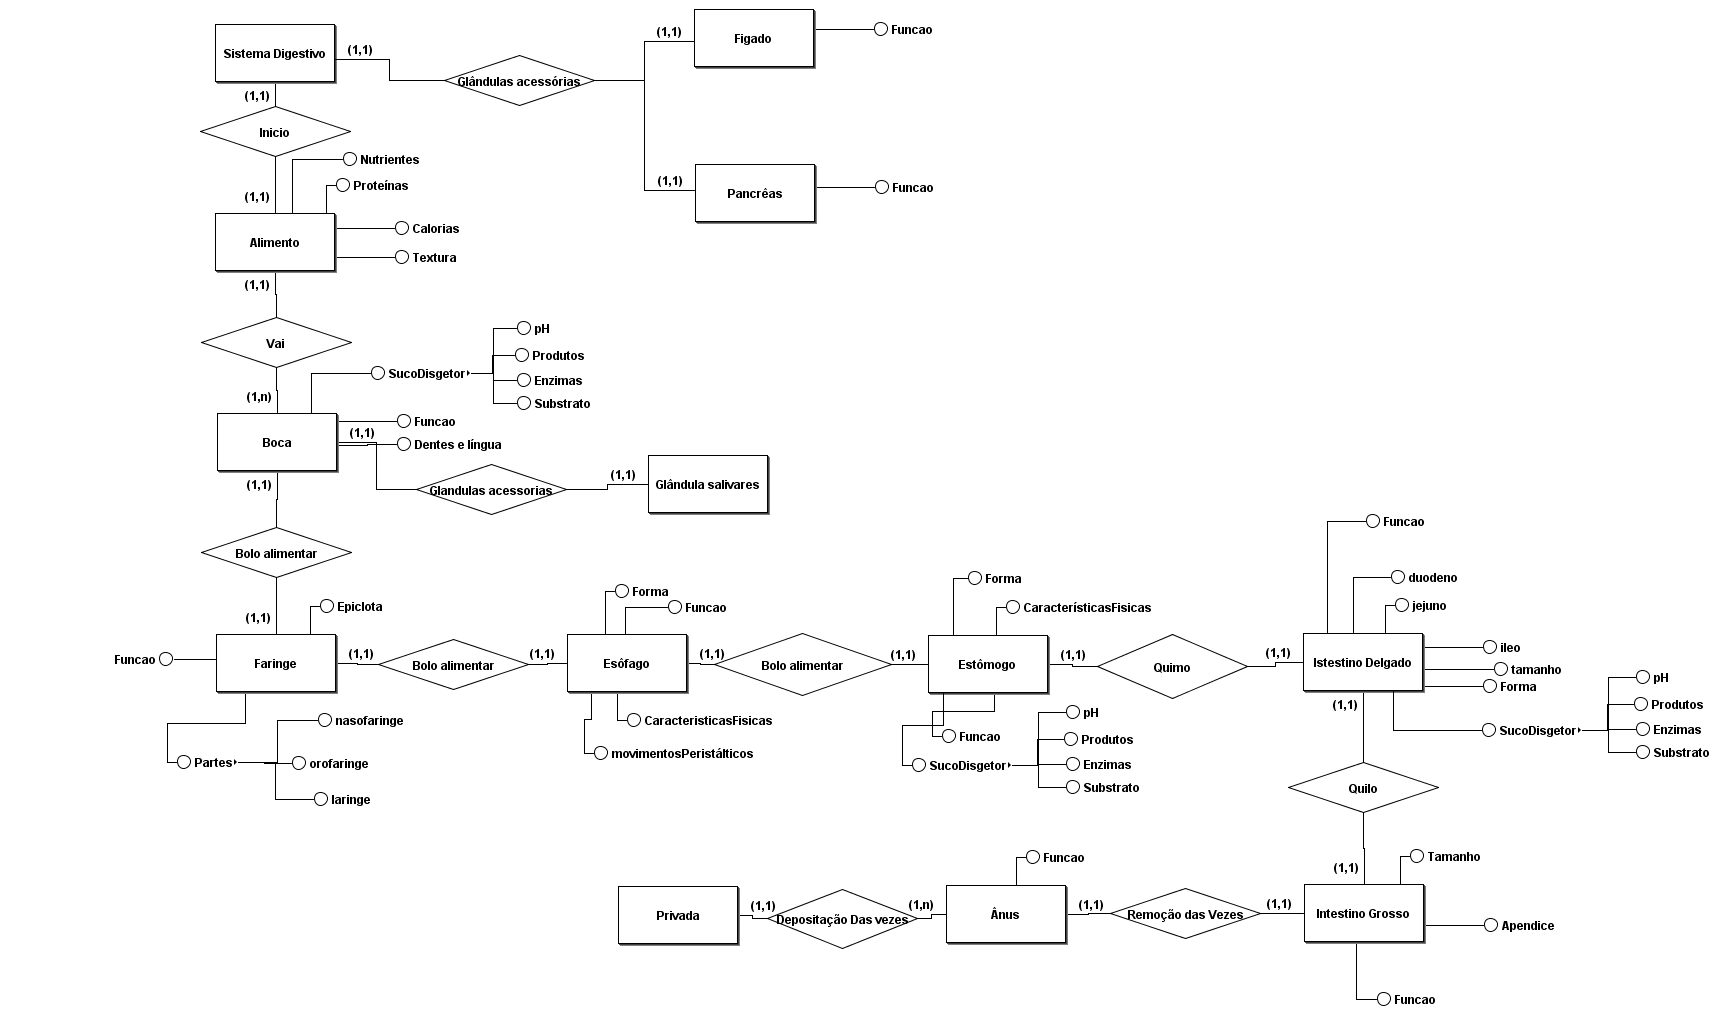 Sistema Digestivo
(1,1)
Glândulas acessórias
(1,1)
Figado
Funcao
(1,1)
Pancrêas
Funcao
(1,1)
Inicio
(1,1)
Nutrientes
Proteínas
Alimento
Calorias
Textura
(1,1)
Vai
(1,n)
SucoDisgetor
pH
Produtos
Enzimas
Substrato
Boca
Funcao
(1,1)
Dentes e língua
Glandulas acessorias
(1,1)
Glândula salivares
(1,1)
Bolo alimentar
(1,1)
Epiclota
Funcao
Faringe
Partes
nasofaringe
orofaringe
laringe
(1,1)
Bolo alimentar
(1,1)
Forma
Funcao
Esófago
CaracteristicasFisicas
movimentosPeristálticos
(1,1)
Bolo alimentar
(1,1)
Forma
CaracterísticasFisicas
Estômogo
Funcao
SucoDisgetor
pH
Produtos
Enzimas
Substrato
(1,1)
Quimo
(1,1)
Funcao
duodeno
jejuno
Istestino Delgado
ileo
tamanho
Forma
SucoDisgetor
pH
Produtos
Enzimas
Substrato
(1,1)
Quilo
(1,1)
Tamanho
Intestino Grosso
Apendice
Funcao
(1,1)
Remoção das Vezes
(1,1)
Funcao
Ânus
(1,n)
Depositação Das vezes
(1,1)
Privada